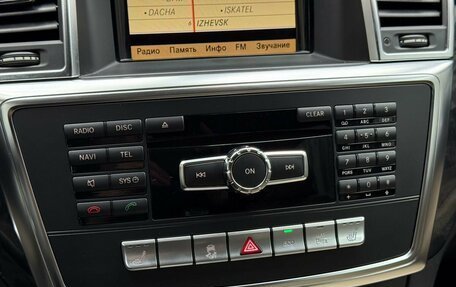 DACHA
ISKATEL
IZHEVSK
Радио Память Инфо FM Звучание
RADIO DISC
CLEAR
1 2 3
ABC DEF
NAVI TEL
4 5 6
GHI JKL MNO
SYS
ON
7 8 9
PQRS TUV WXYZ
* 0 #
ECO